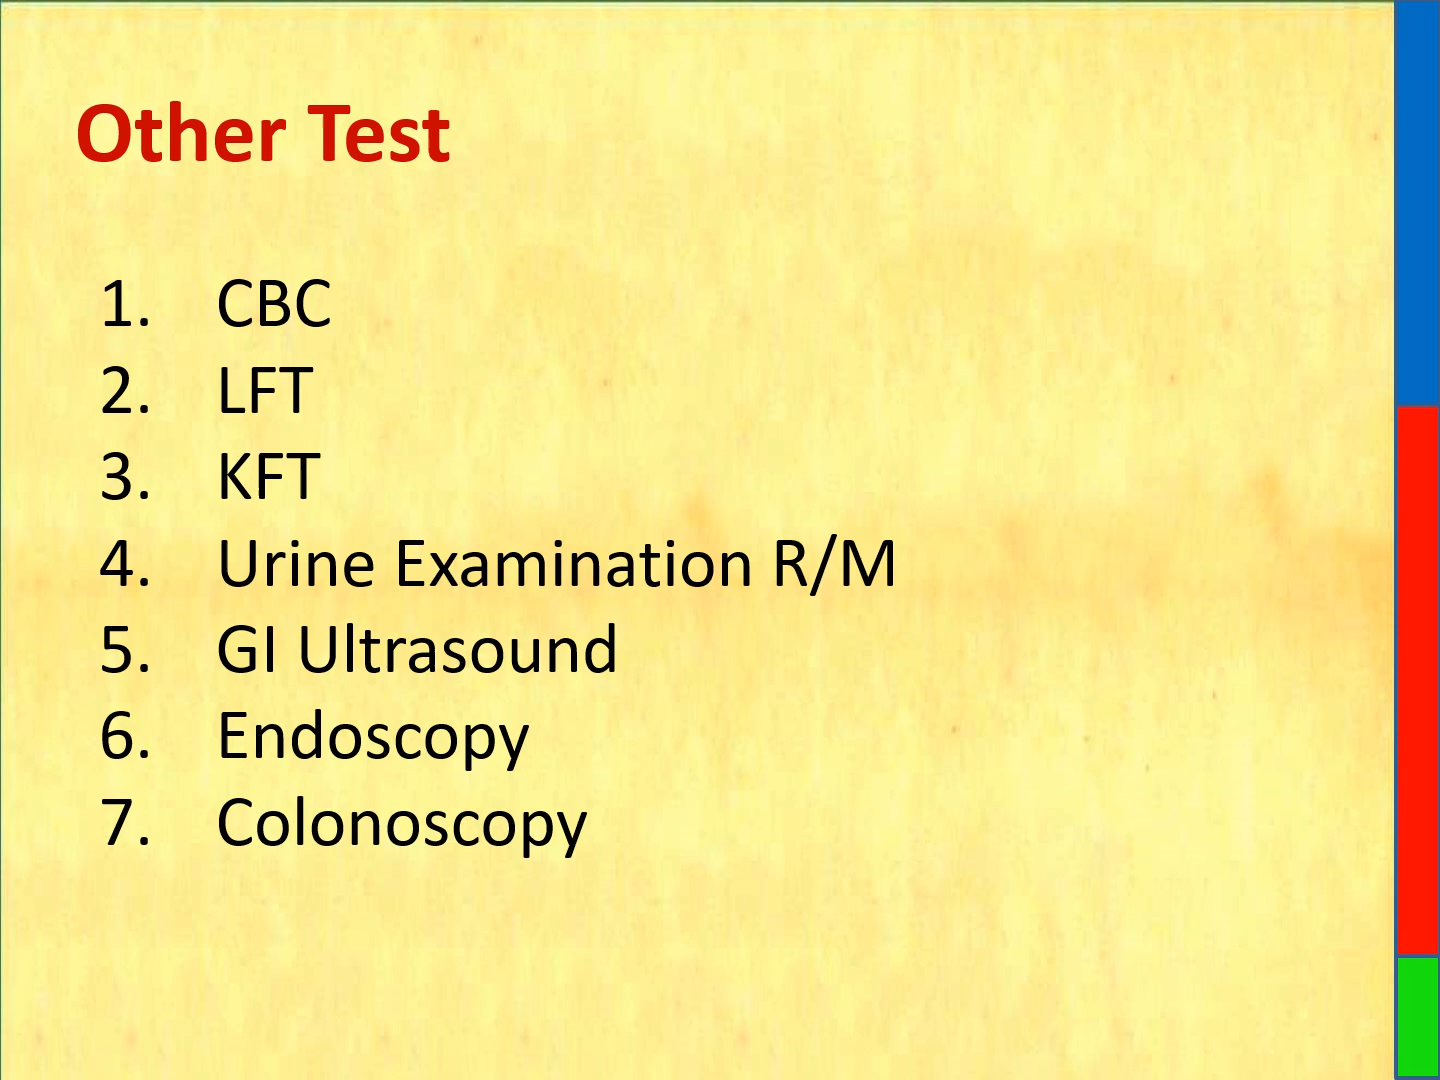 Other Test
1. CBC
2. LFT
3. KFT
4. Urine Examination R/M
5. GI Ultrasound
6. Endoscopy
7. Colonoscopy